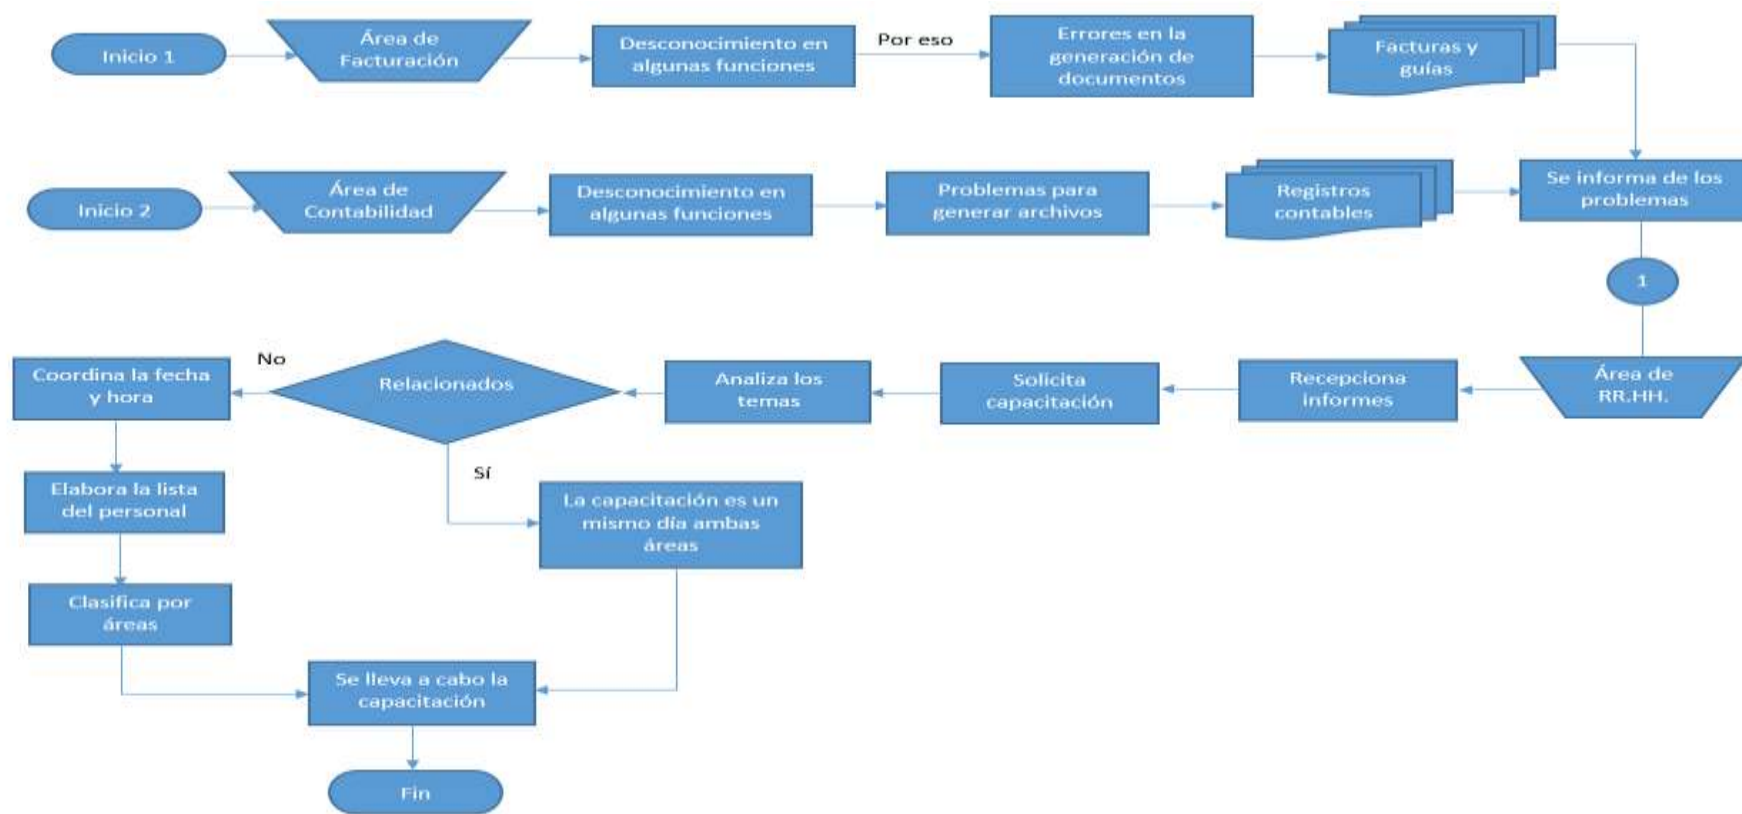 Inicio 1
Área de
Facturación
Desconocimiento en
algunas funciones
Por eso
Errores en la
generación de
documentos
Facturas y
guías
Inicio 2
Área de
Contabilidad
Desconocimiento en
algunas funciones
Problemas para
generar archivos
Registros
contables
Se informa de los
problemas
1
Área de
RR.HH.
Recepciona
informes
Solicita
capacitación
Analiza los
temas
Relacionados
No
Coordina la fecha
y hora
Elabora la lista
del personal
Clasifica por
áreas
Sí
La capacitación es un
mismo día ambas
áreas
Se lleva a cabo la
capacitación
Fin